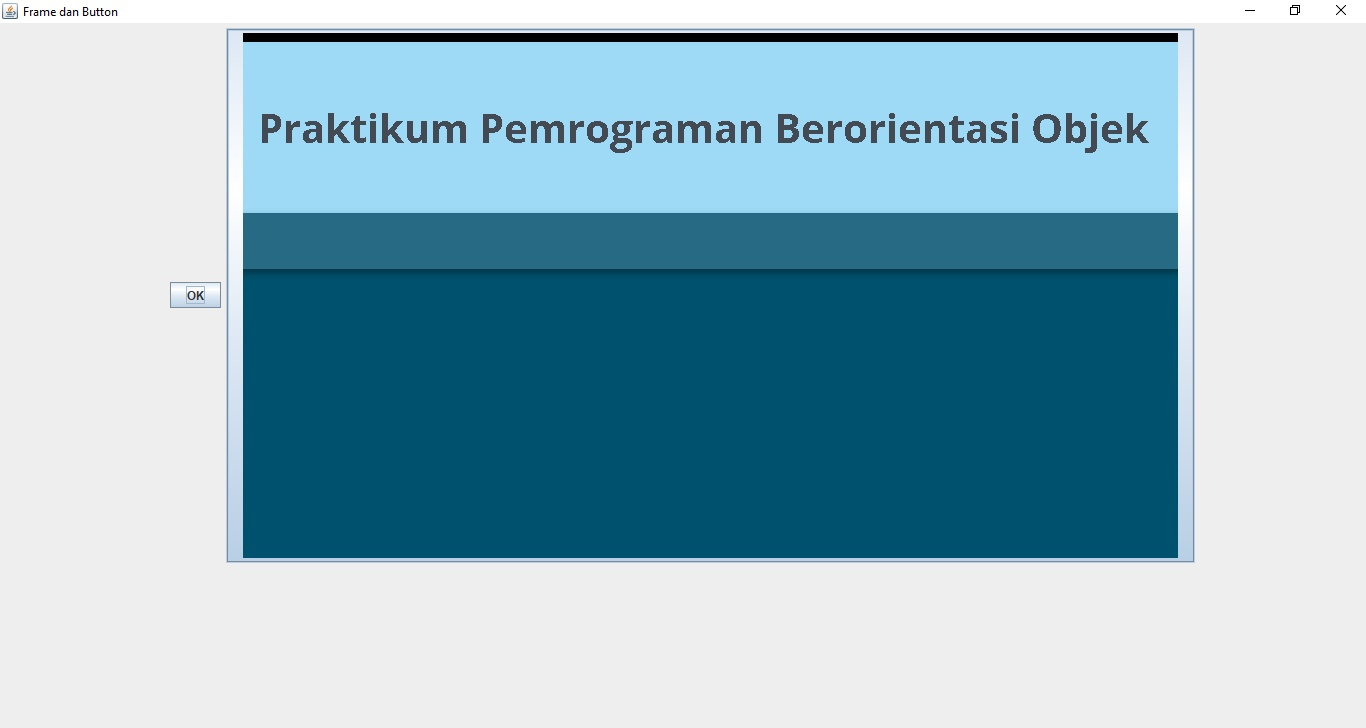 Frame dan Button
Praktikum Pemrograman Berorientasi Objek
OK